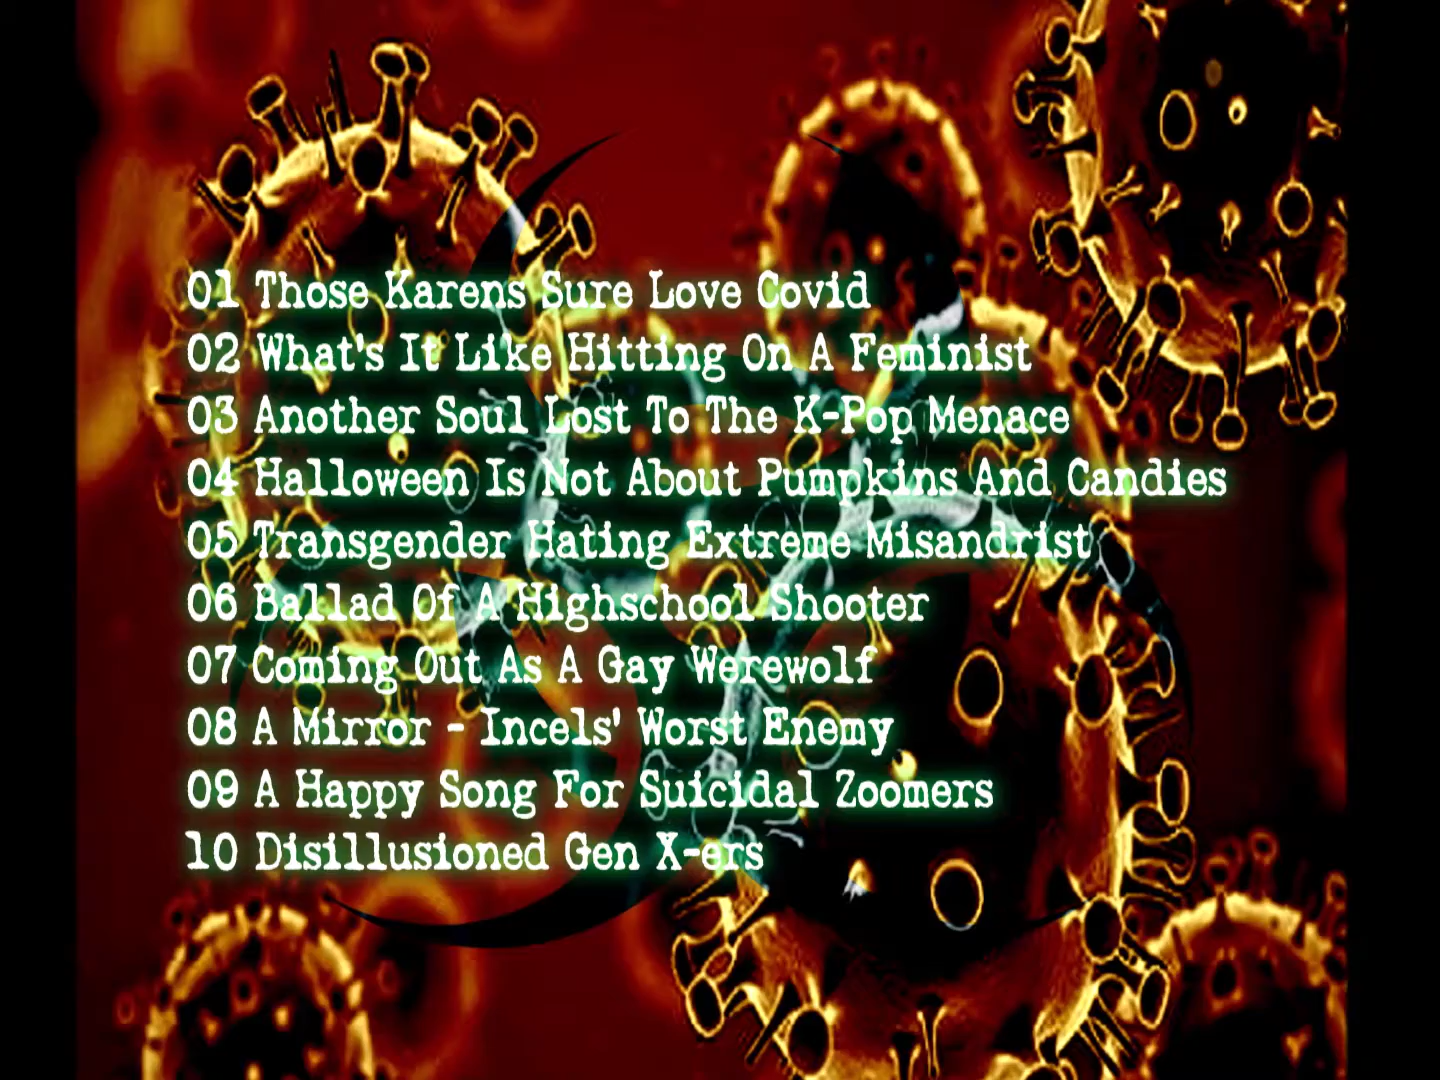 01 Those Karens Sure Love Covid
02 What's It Like Hitting On A Feminist
03 Another Soul Lost To The K-Pop Menace
04 Halloween Is Not About Pumpkins And Candies
05 Transgender Hating Extreme Misandrist
06 Ballad Of A Highschool Shooter
07 Coming Out As A Gay Werewolf
08 A Mirror - Incels' Worst Enemy
09 A Happy Song For Suicidal Zoomers
10 Disillusioned Gen X-ers